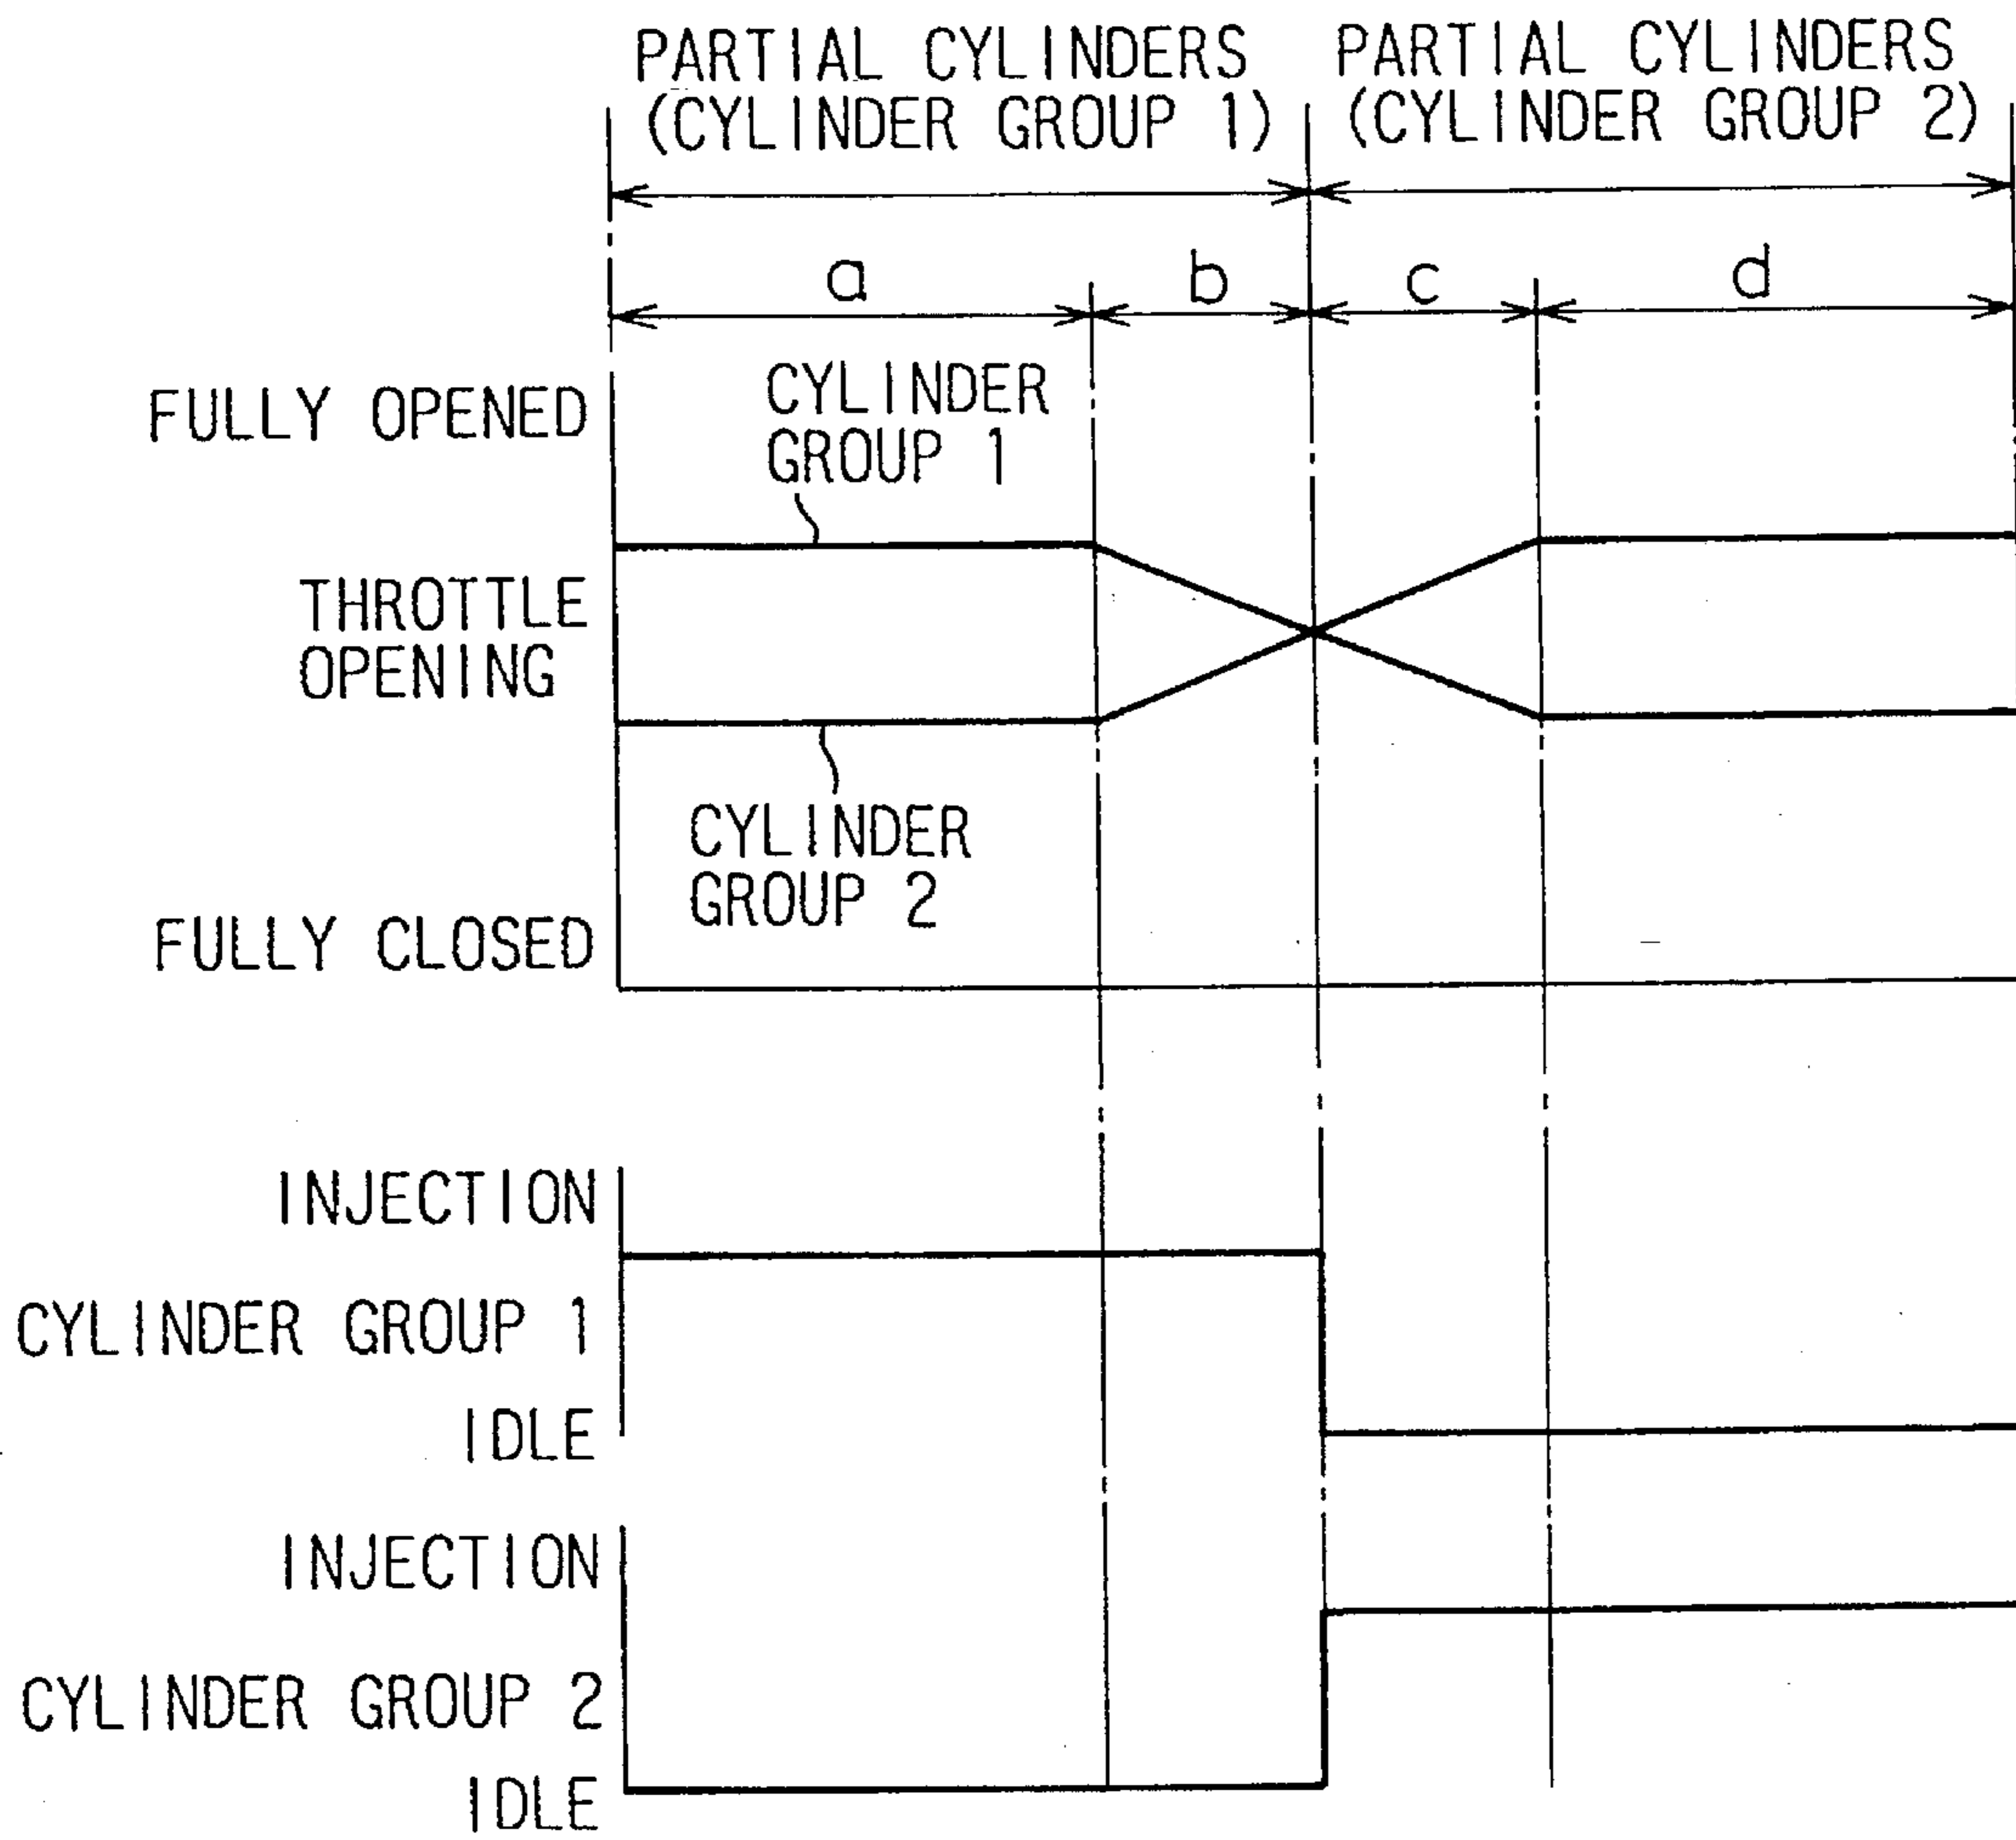 PARTIAL CYLINDERS
(CYLINDER GROUP 1)
PARTIAL CYLINDERS
(CYLINDER GROUP 2)
a
b
c
d
FULLY OPENED
CYLINDER
GROUP 1
THROTTLE
OPENING
CYLINDER
GROUP 2
FULLY CLOSED
INJECTION
CYLINDER GROUP 1
IDLE
INJECTION
CYLINDER GROUP 2
IDLE